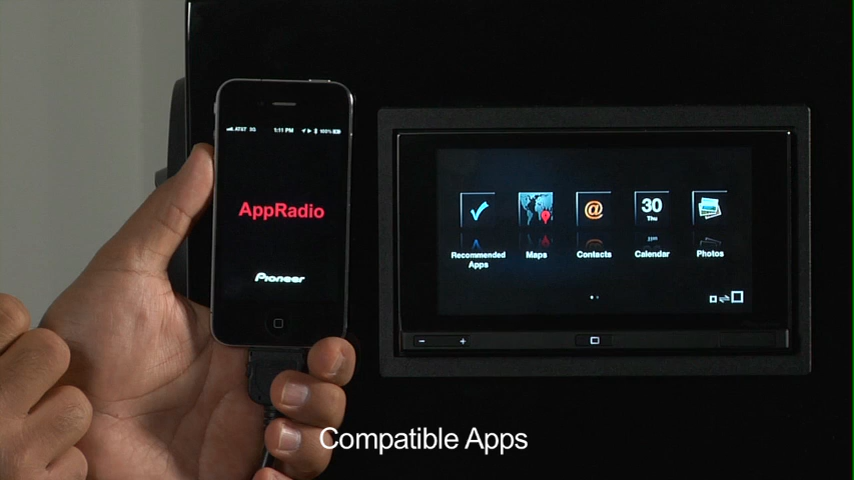 AT&T 3G 1:11 PM 100%
AppRadio
Pioneer
30
Thu
@
Recommended
Apps
Maps
Contacts
Calendar
Photos
- +
Compatible Apps